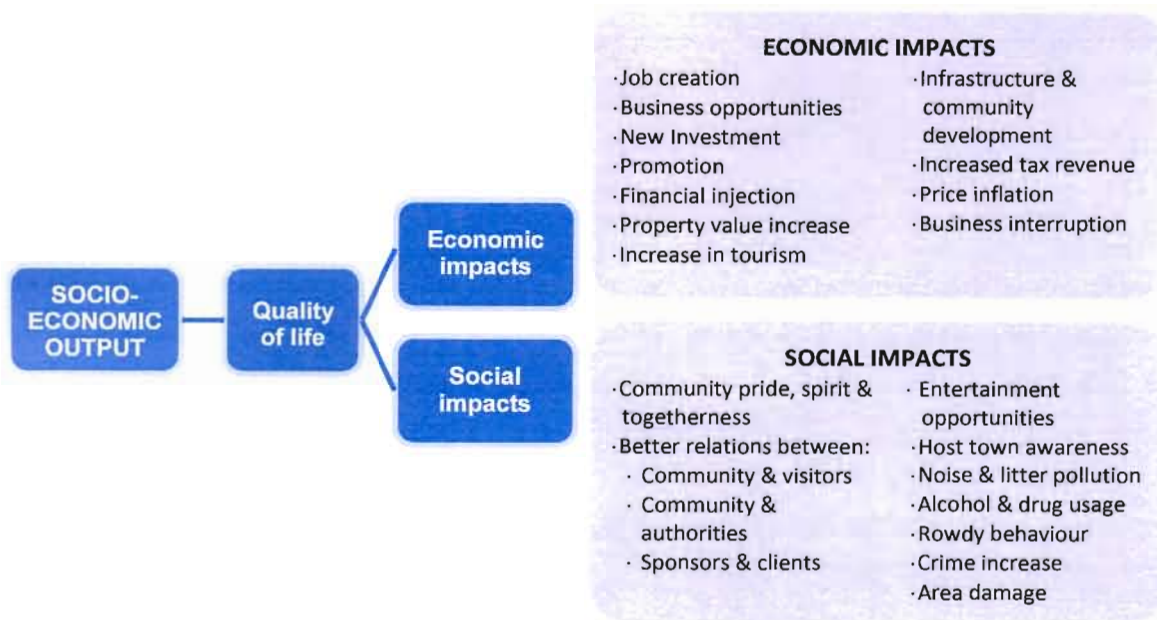 SOCIO-
ECONOMIC
OUTPUT
Quality
of life
Economic
impacts
Social
impacts
ECONOMIC IMPACTS
·Job creation
·Business opportunities
·New Investment
·Promotion
·Financial injection
·Property value increase
·Increase in tourism
·Infrastructure &
community
development
·Increased tax revenue
·Price inflation
·Business interruption
SOCIAL IMPACTS
·Community pride, spirit &
togetherness
·Better relations between:
· Community & visitors
· Community &
authorities
· Sponsors & clients
· Entertainment
opportunities
·Host town awareness
·Noise & litter pollution
·Alcohol & drug usage
·Rowdy behaviour
·Crime increase
·Area damage